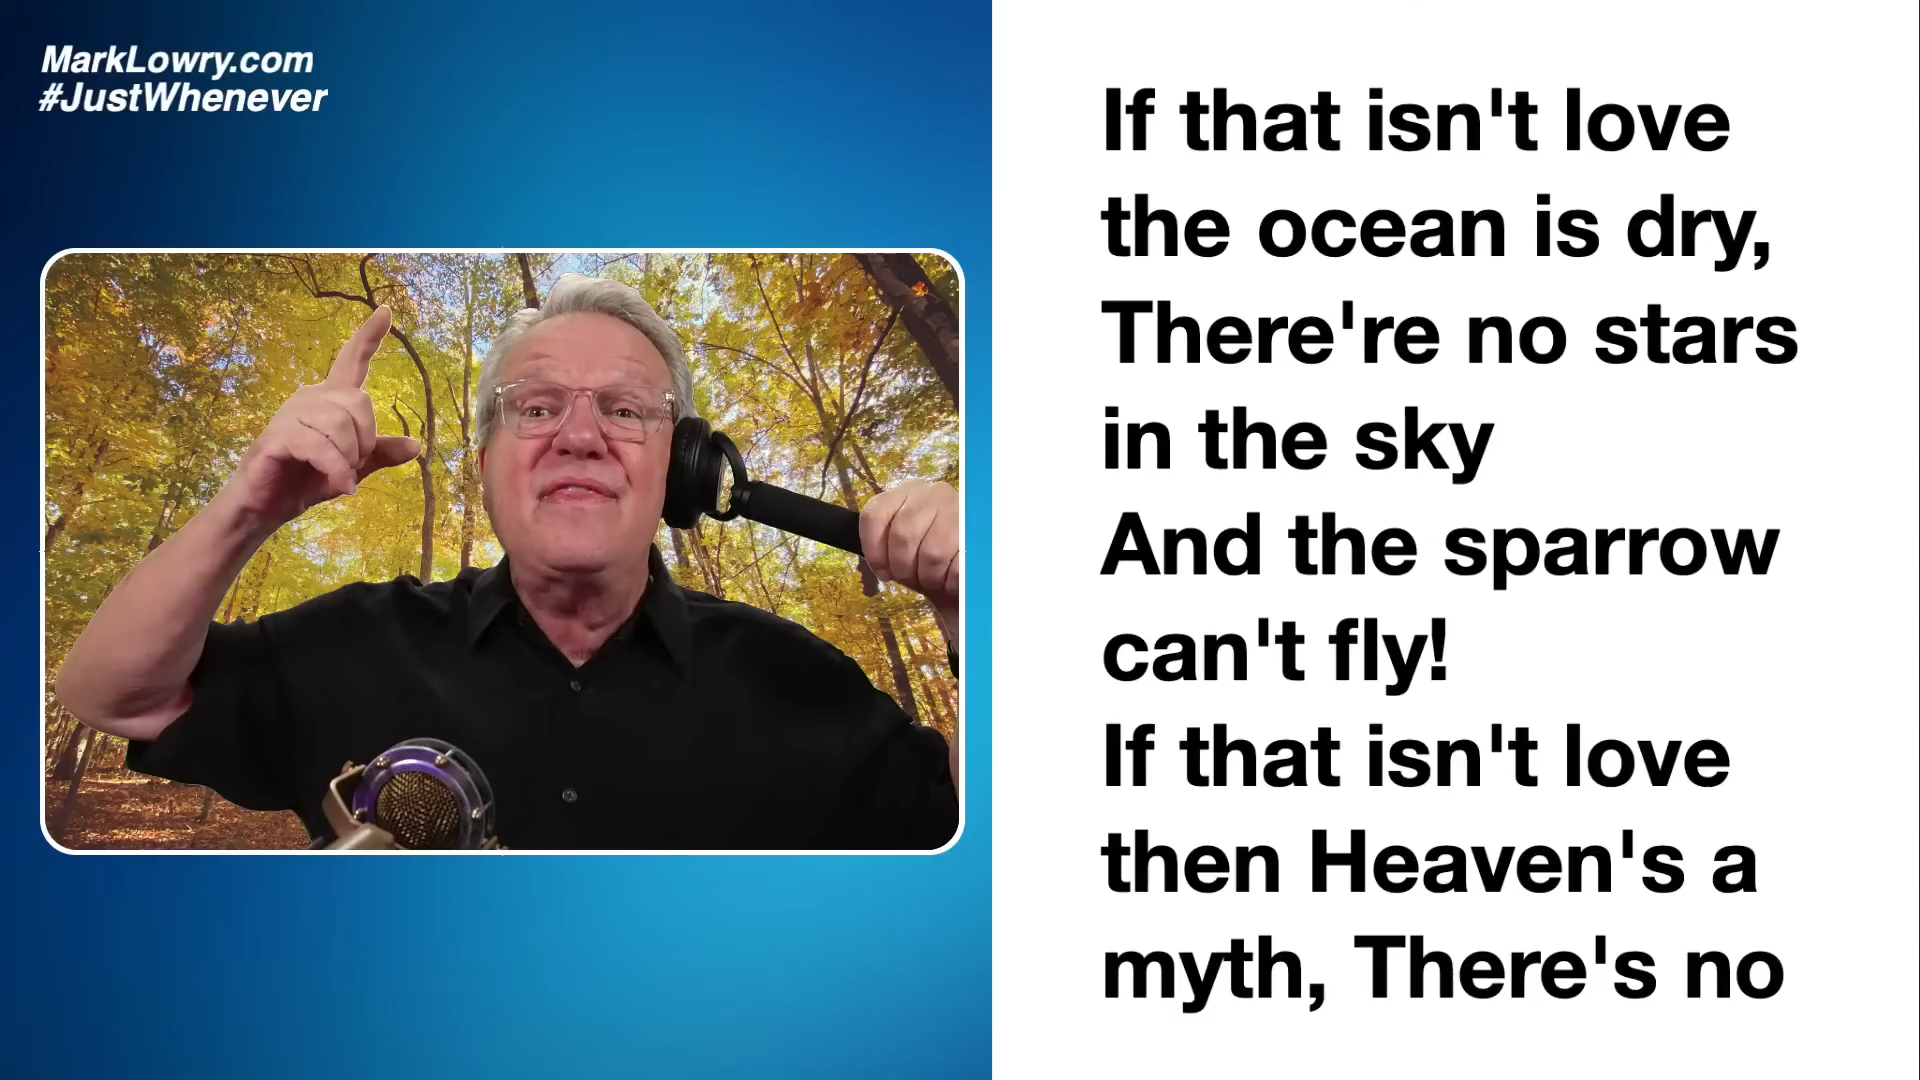 MarkLowry.com
#JustWhenever
If that isn't love
the ocean is dry,
There're no stars
in the sky
And the sparrow
can't fly!
If that isn't love
then Heaven's a
myth, There's no